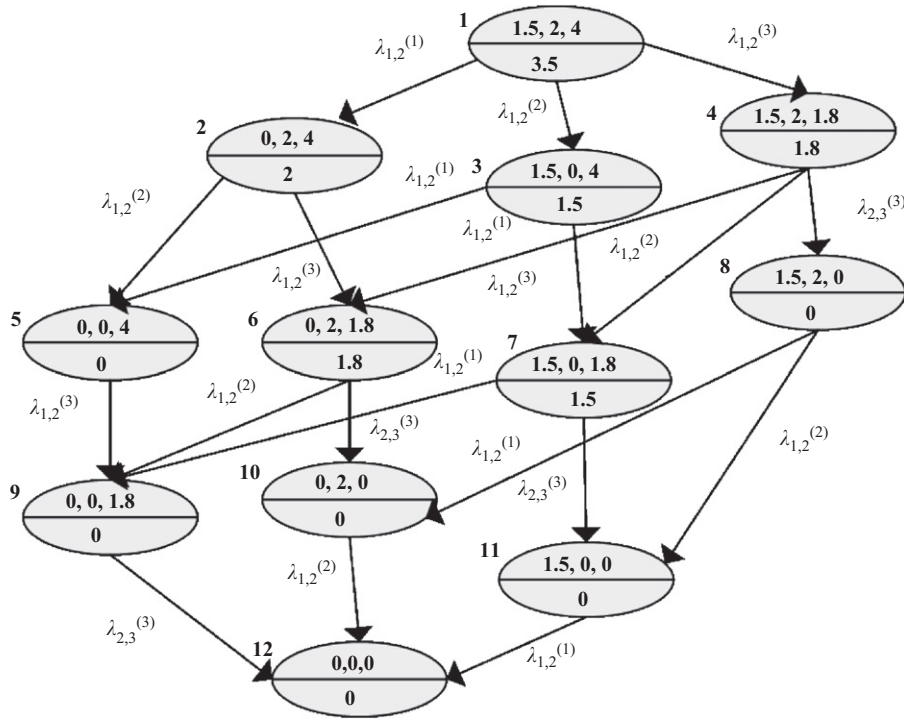 1
1.5, 2, 4
3.5
λ1,2(1)
λ1,2(2)
λ1,2(3)
2
0, 2, 4
2
3
1.5, 0, 4
1.5
4
1.5, 2, 1.8
1.8
λ1,2(2)
λ1,2(1)
λ1,2(3)
λ1,2(1)
λ1,2(3)
λ1,2(2)
λ2,3(3)
5
0, 0, 4
0
6
0, 2, 1.8
1.8
7
1.5, 0, 1.8
1.5
8
1.5, 2, 0
0
λ1,2(3)
λ1,2(2)
λ1,2(1)
λ2,3(3)
λ1,2(1)
λ2,3(3)
λ1,2(2)
9
0, 0, 1.8
0
10
0, 2, 0
0
11
1.5, 0, 0
0
λ2,3(3)
λ1,2(2)
λ1,2(1)
12
0,0,0
0